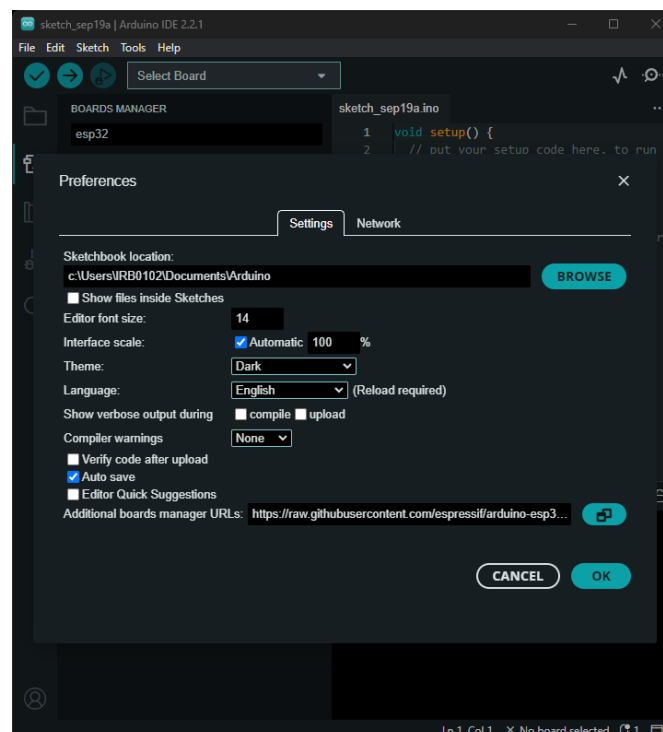 sketch_sep19a | Arduino IDE 2.2.1
File Edit Sketch Tools Help
Select Board
BOARDS MANAGER
sketch_sep19a.ino
esp32
1 void setup() {
2 // put your setup code here, to run
Preferences
Settings Network
Sketchbook location:
c:\Users\IRB0102\Documents\Arduino
BROWSE
Show files inside Sketches
Editor font size: 14
Interface scale: Automatic 100 %
Theme: Dark
Language: English (Reload required)
Show verbose output during compile upload
Compiler warnings None
Verify code after upload
Auto save
Editor Quick Suggestions
Additional boards manager URLs: https://raw.githubusercontent.com/espressif/arduino-esp3...
CANCEL OK
Ln 1, Col 1 No board selected 1